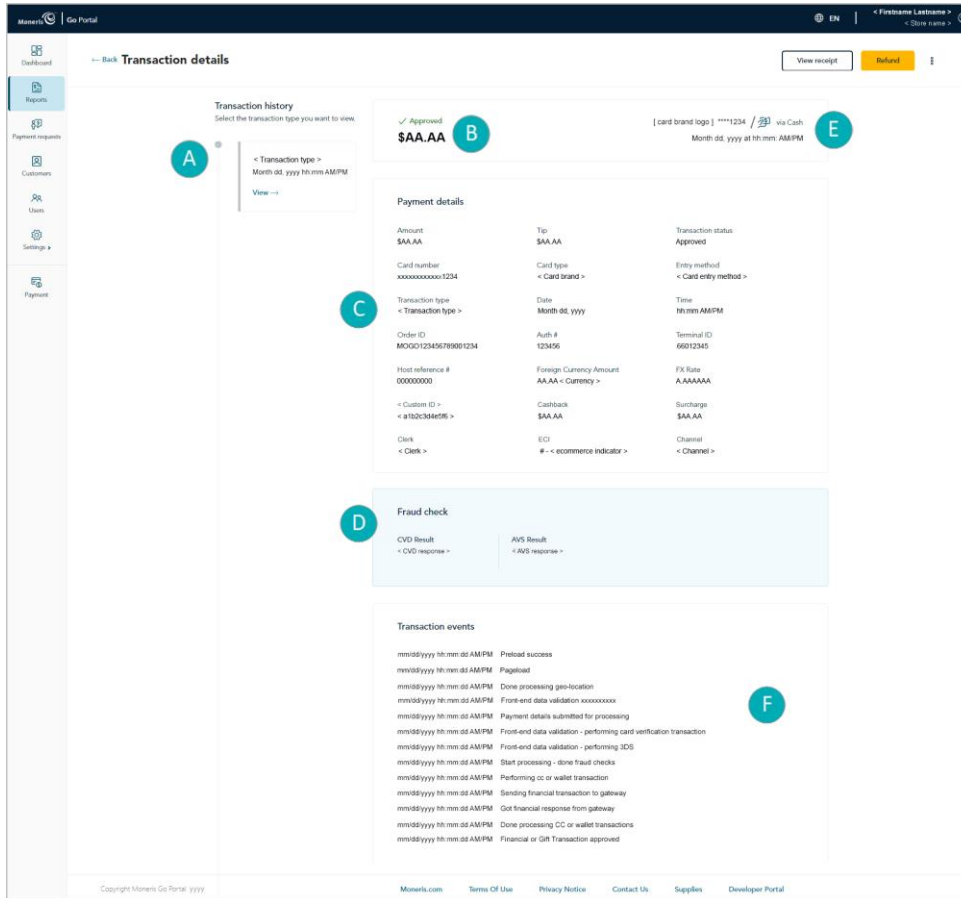 Moneris Go Portal
EN
< Firstname Lastname >
< Store name >
Dashboard
Reports
Payment requests
Customers
Users
Settings
Payment
← Back Transaction details
View receipt
Refund
Transaction history
Select the transaction type you want to view.
A
< Transaction type >
Month dd, yyyy hh:mm AM/PM
View →
✓ Approved
$AA.AA
B
[ card brand logo ] ****1234 / via Cash
Month dd, yyyy at hh:mm: AM/PM
E
Payment details
Amount Tip Transaction status
$AA.AA $AA.AA Approved
Card number Card type Entry method
xxxxxxxxxxxx1234 < Card brand > < Card entry method >
C
Transaction type Date Time
< Transaction type > Month dd, yyyy hh:mm AM/PM
Order ID Auth # Terminal ID
MOGO123456789001234 123456 66012345
Host reference # Foreign Currency Amount FX Rate
000000000 AA.AA < Currency > A.AAAAAA
< Custom ID > Cashback Surcharge
< a1b2c3d4e5f6 > $AA.AA $AA.AA
Clerk ECI Channel
< Clerk > # - < ecommerce indicator > < Channel >
D
Fraud check
CVD Result AVS Result
< CVD response > < AVS response >
Transaction events
mm/dd/yyyy hh:mm:dd AM/PM Preload success
mm/dd/yyyy hh:mm:dd AM/PM Pageload
mm/dd/yyyy hh:mm:dd AM/PM Done processing geo-location
mm/dd/yyyy hh:mm:dd AM/PM Front-end data validation xxxxxxxxxx
mm/dd/yyyy hh:mm:dd AM/PM Payment details submitted for processing
mm/dd/yyyy hh:mm:dd AM/PM Front-end data validation - performing card verification transaction
mm/dd/yyyy hh:mm:dd AM/PM Front-end data validation - performing 3DS
mm/dd/yyyy hh:mm:dd AM/PM Start processing - done fraud checks
mm/dd/yyyy hh:mm:dd AM/PM Performing cc or wallet transaction
mm/dd/yyyy hh:mm:dd AM/PM Sending financial transaction to gateway
mm/dd/yyyy hh:mm:dd AM/PM Got financial response from gateway
mm/dd/yyyy hh:mm:dd AM/PM Done processing CC or wallet transactions
mm/dd/yyyy hh:mm:dd AM/PM Financial or Gift Transaction approved
F
Copyright Moneris Go Portal yyyy
Moneris.com Terms Of Use Privacy Notice Contact Us Supplies Developer Portal